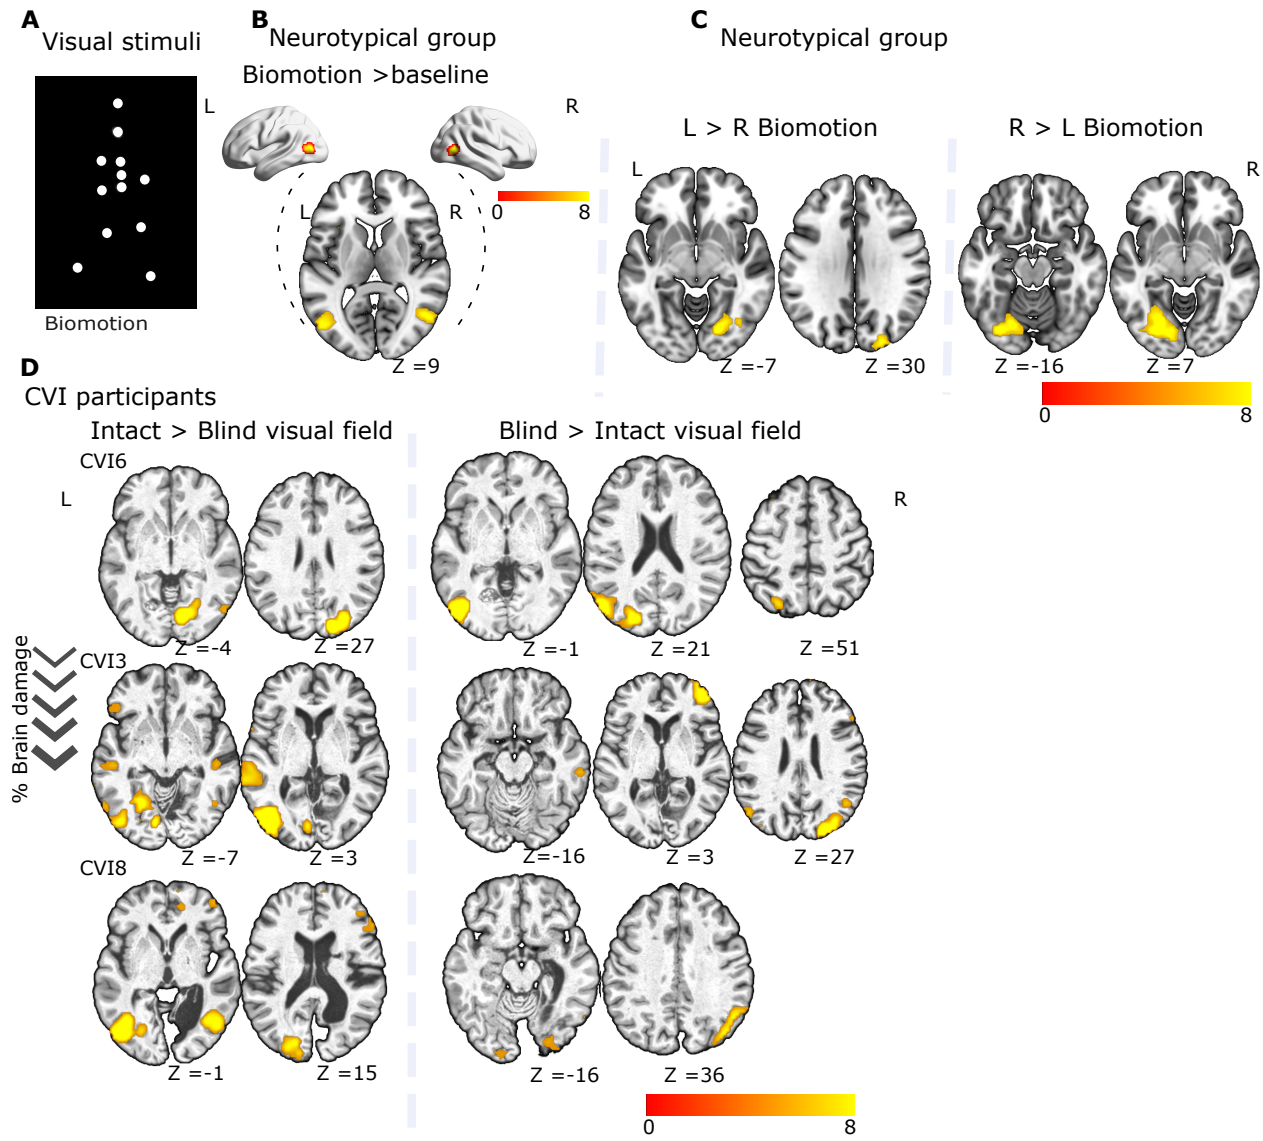 A
Visual stimuli
Biomotion
B
Neurotypical group
Biomotion >baseline
L
R
L
R
0
8
Z =9
C
Neurotypical group
L > R Biomotion
R > L Biomotion
L
R
Z =-7
Z =30
Z =-16
Z =7
0
8
D
CVI participants
Intact > Blind visual field
Blind > Intact visual field
CVI6
L
R
Z =-4
Z =27
Z =-1
Z =21
Z =51
% Brain damage
CVI3
Z =-7
Z =3
Z=-16
Z =3
Z =27
CVI8
Z =-1
Z =15
Z =-16
Z =36
0
8